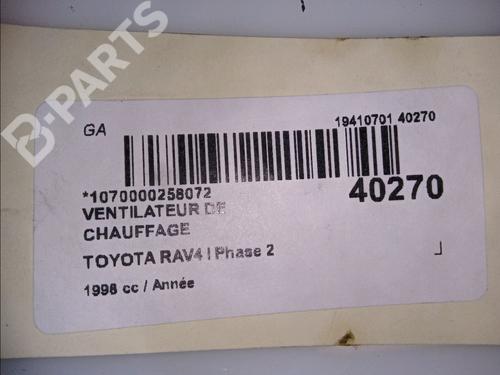 B-PARTS
GA
19410701 40270
*1070000258072
40270
VENTILATEUR DE
CHAUFFAGE
TOYOTA RAV4 I Phase 2
1998 cc / Année